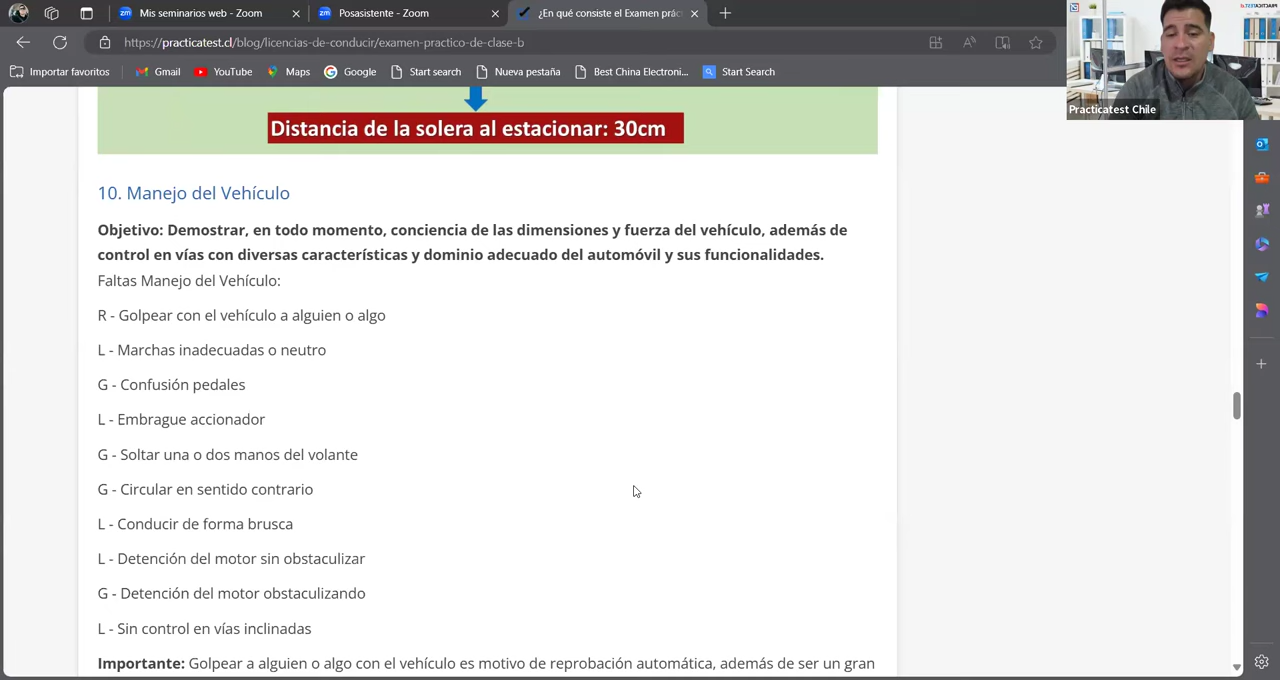 Mis seminarios web - Zoom
Posasistente - Zoom
¿En qué consiste el Examen prác
PRACTICATEST.cl
https://practicatest.cl/blog/licencias-de-conducir/examen-practico-de-clase-b
Importar favoritos
Gmail
YouTube
Maps
Google
Start search
Nueva pestaña
Best China Electroni...
Start Search
Practicatest Chile
Distancia de la solera al estacionar: 30cm
10. Manejo del Vehículo
Objetivo: Demostrar, en todo momento, conciencia de las dimensiones y fuerza del vehículo, además de
control en vías con diversas características y dominio adecuado del automóvil y sus funcionalidades.
Faltas Manejo del Vehículo:
R - Golpear con el vehículo a alguien o algo
L - Marchas inadecuadas o neutro
G - Confusión pedales
L - Embrague accionador
G - Soltar una o dos manos del volante
G - Circular en sentido contrario
L - Conducir de forma brusca
L - Detención del motor sin obstaculizar
G - Detención del motor obstaculizando
L - Sin control en vías inclinadas
Importante: Golpear a alguien o algo con el vehículo es motivo de reprobación automática, además de ser un gran